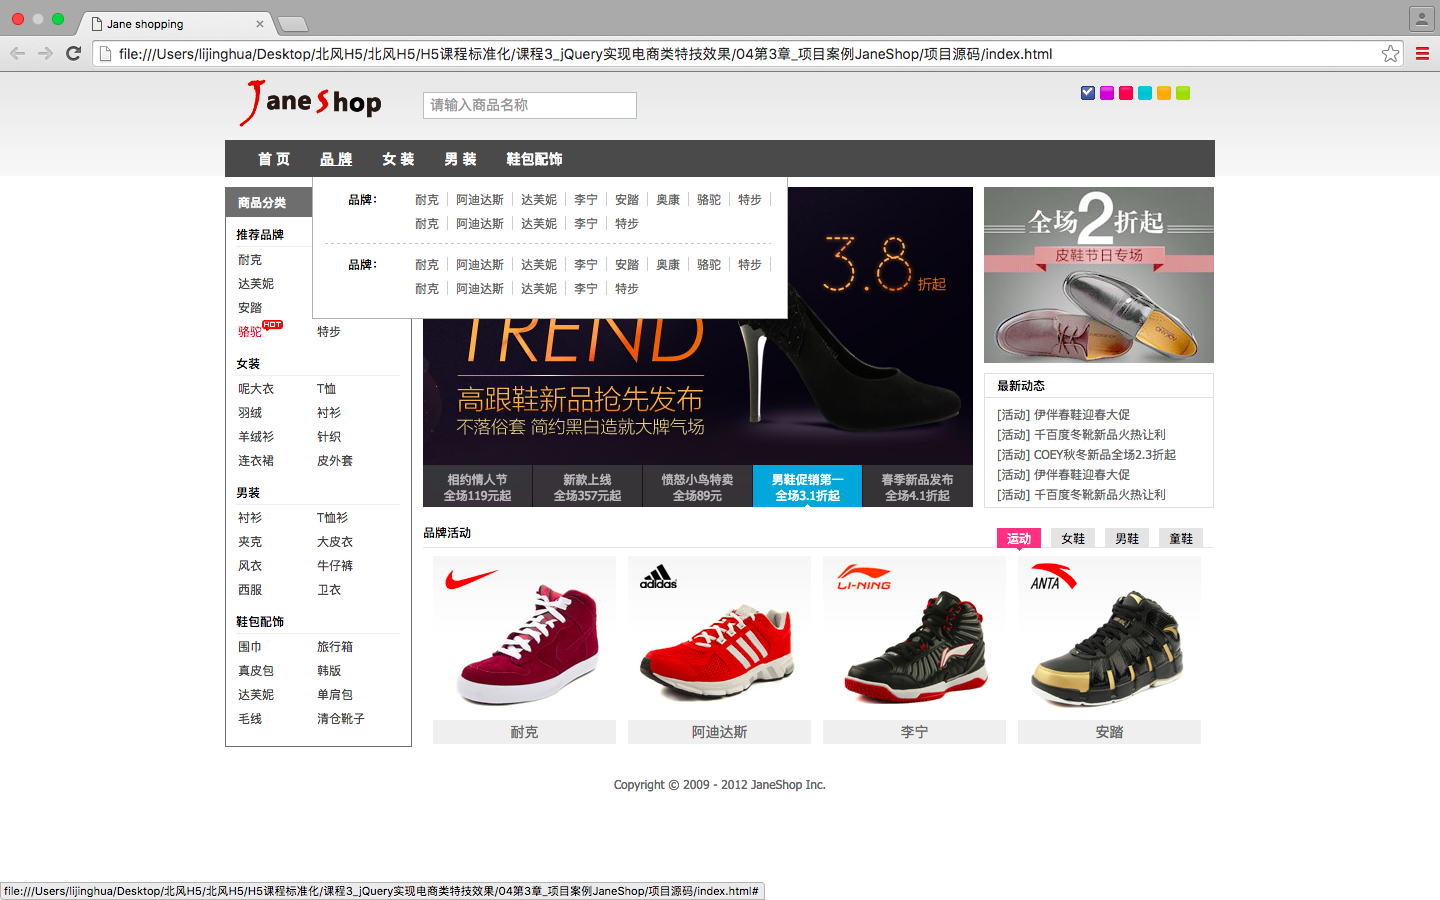 Jane shopping
file:///Users/lijinghua/Desktop/北风H5/北风H5/H5课程标准化/课程3_jQuery实现电商类特技效果/04第3章_项目案例JaneShop/项目源码/index.html
Jane Shop
请输入商品名称
首 页 品 牌 女 装 男 装 鞋包配饰
商品分类
推荐品牌
耐克
达芙妮
安踏
骆驼 HOT 特步
女装
呢大衣 T恤
羽绒 衬衫
羊绒衫 针织
连衣裙 皮外套
男装
衬衫 T恤衫
夹克 大皮衣
风衣 牛仔裤
西服 卫衣
鞋包配饰
围巾 旅行箱
真皮包 韩版
达芙妮 单肩包
毛线 清仓靴子
品牌： 耐克 阿迪达斯 达芙妮 李宁 安踏 奥康 骆驼 特步
耐克 阿迪达斯 达芙妮 李宁 特步
品牌： 耐克 阿迪达斯 达芙妮 李宁 安踏 奥康 骆驼 特步
耐克 阿迪达斯 达芙妮 李宁 特步
3.8折起
TREND
高跟鞋新品抢先发布
不落俗套 简约黑白造就大牌气场
相约情人节
全场119元起
新款上线
全场357元起
愤怒小鸟特卖
全场89元
男鞋促销第一
全场3.1折起
春季新品发布
全场4.1折起
全场2折起
皮鞋节日专场
最新动态
[活动] 伊伴春鞋迎春大促
[活动] 千百度冬靴新品火热让利
[活动] COEY秋冬新品全场2.3折起
[活动] 伊伴春鞋迎春大促
[活动] 千百度冬靴新品火热让利
品牌活动
运动 女鞋 男鞋 童鞋
adidas
LI-NING
ANTA
耐克 阿迪达斯 李宁 安踏
Copyright © 2009 - 2012 JaneShop Inc.
file:///Users/lijinghua/Desktop/北风H5/北风H5/H5课程标准化/课程3_jQuery实现电商类特技效果/04第3章_项目案例JaneShop/项目源码/index.html#